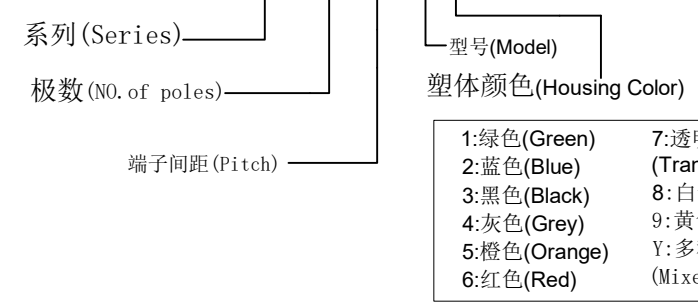 系列(Series)
型号(Model)
极数(NO.of poles)
塑体颜色(Housing Color)
端子间距(Pitch)
1:绿色(Green) 7:透
2:蓝色(Blue)
3:黑色(Black) 8:白
4:灰色(Grey) 9:黄
5:橙色(Orange) Y:多
6:红色(Red)